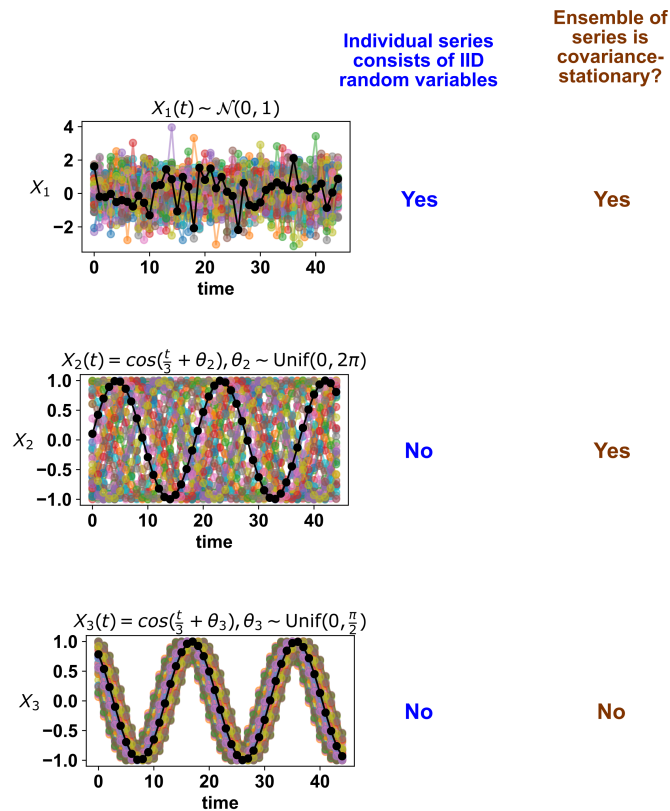 Individual series
consists of IID
random variables
Ensemble of
series is
covariance-
stationary?
X₁(t) ~ 𝒩(0, 1)
4
2
0
−2
X₁
0 10 20 30 40
time
Yes
Yes
X₂(t) = cos(t/3 + θ₂), θ₂ ~ Unif(0, 2π)
1.0
0.5
0.0
−0.5
−1.0
X₂
0 10 20 30 40
time
No
Yes
X₃(t) = cos(t/3 + θ₃), θ₃ ~ Unif(0, π/2)
1.0
0.5
0.0
−0.5
−1.0
X₃
0 10 20 30 40
time
No
No